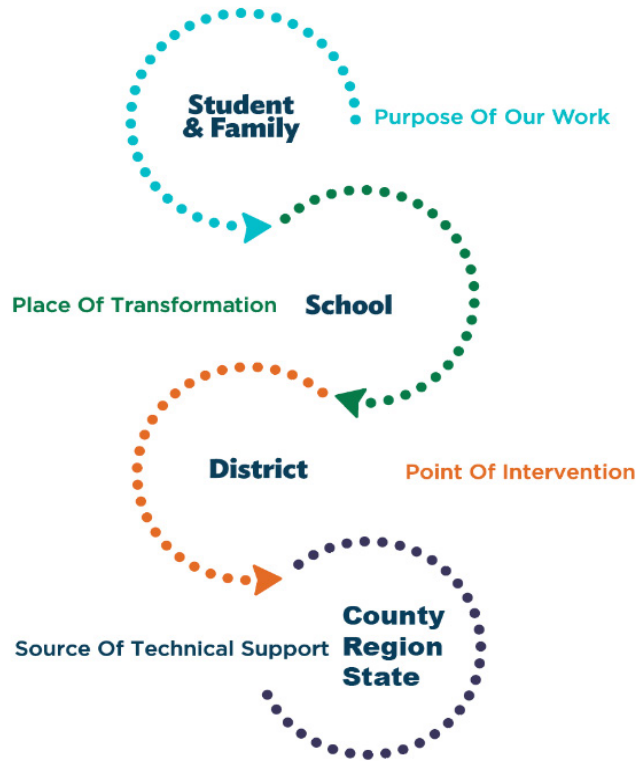 Student
& Family
Purpose Of Our Work
Place Of Transformation
School
District
Point Of Intervention
Source Of Technical Support
County
Region
State